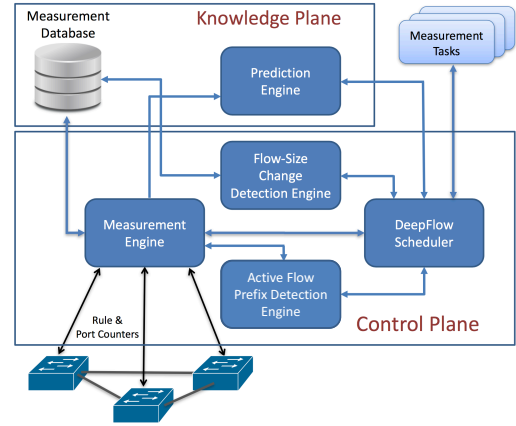 Measurement
Database
Knowledge Plane
Measurement
Tasks
Prediction
Engine
Flow-Size
Change
Detection Engine
Measurement
Engine
DeepFlow
Scheduler
Active Flow
Prefix Detection
Engine
Rule &
Port Counters
Control Plane